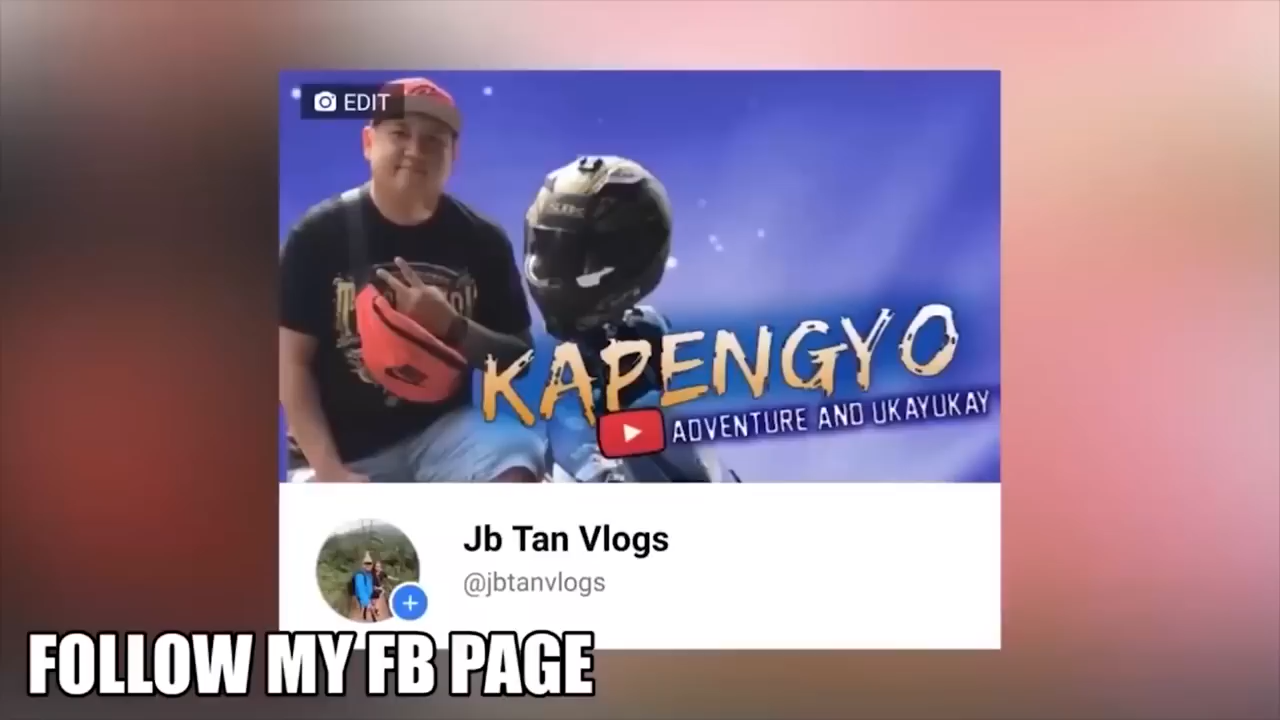 EDIT
KAPENGYO
ADVENTURE AND UKAYUKAY
Jb Tan Vlogs
@jbtanvlogs
FOLLOW MY FB PAGE